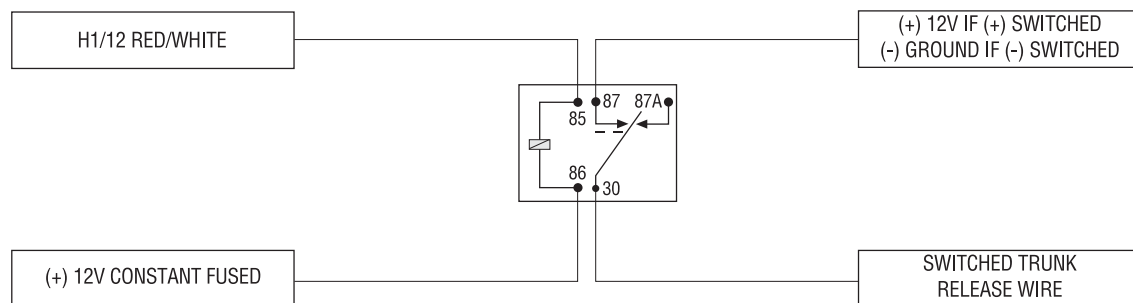 H1/12 RED/WHITE
(+) 12V IF (+) SWITCHED
(-) GROUND IF (-) SWITCHED
87
87A
85
86
30
(+) 12V CONSTANT FUSED
SWITCHED TRUNK
RELEASE WIRE